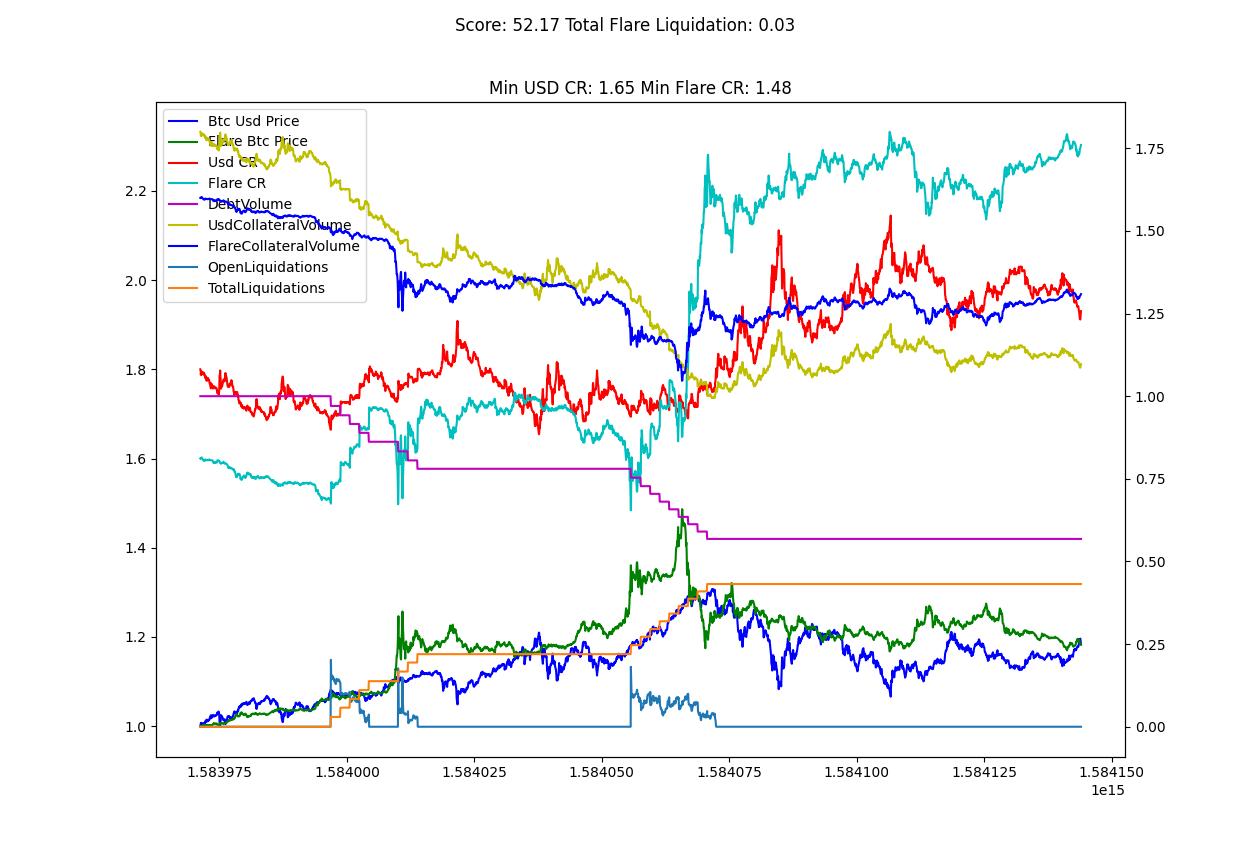 Score: 52.17 Total Flare Liquidation: 0.03
Min USD CR: 1.65 Min Flare CR: 1.48
Btc Usd Price
Flare Btc Price
Usd CR
Flare CR
DebtVolume
UsdCollateralVolume
FlareCollateralVolume
OpenLiquidations
TotalLiquidations
2.2
2.0
1.8
1.6
1.4
1.2
1.0
1.75
1.50
1.25
1.00
0.75
0.50
0.25
0.00
1.583975 1.584000 1.584025 1.584050 1.584075 1.584100 1.584125 1.584150
1e15